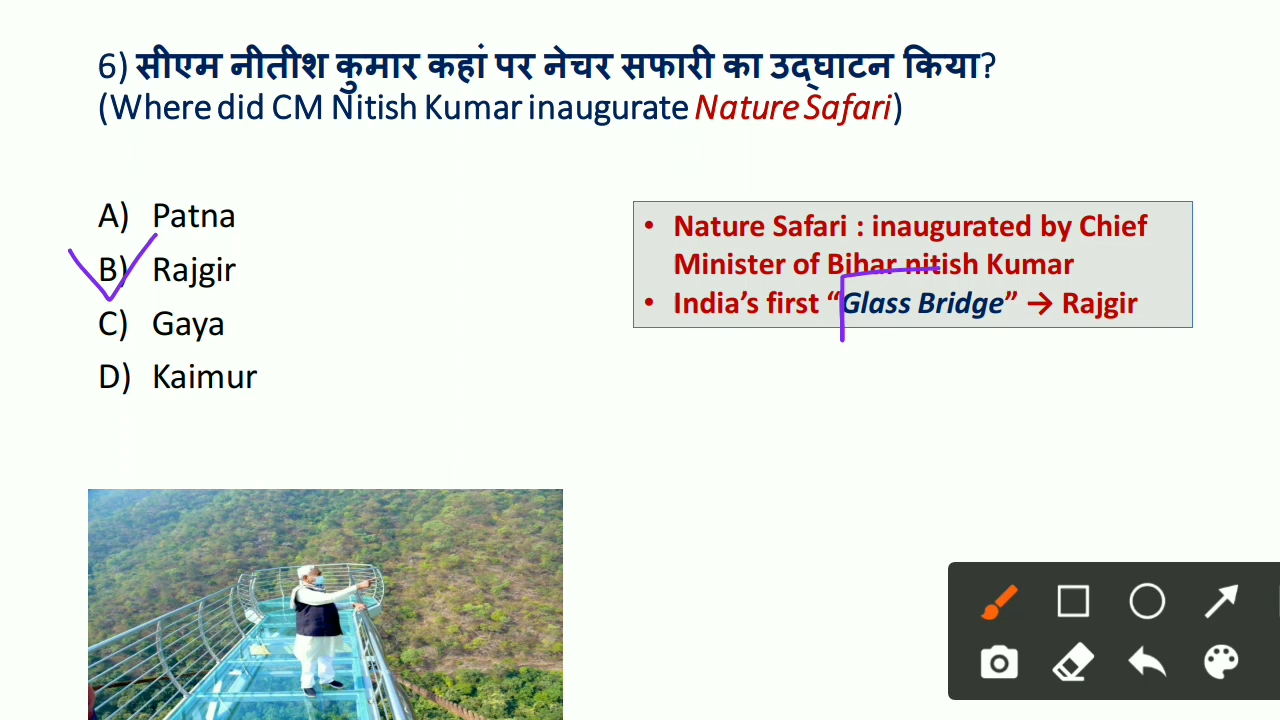 6) सीएम नीतीश कुमार कहां पर नेचर सफारी का उद्घाटन किया?
(Where did CM Nitish Kumar inaugurate Nature Safari)
A) Patna
B) Rajgir
C) Gaya
D) Kaimur
• Nature Safari : inaugurated by Chief
Minister of Bihar nitish Kumar
• India’s first “Glass Bridge” → Rajgir